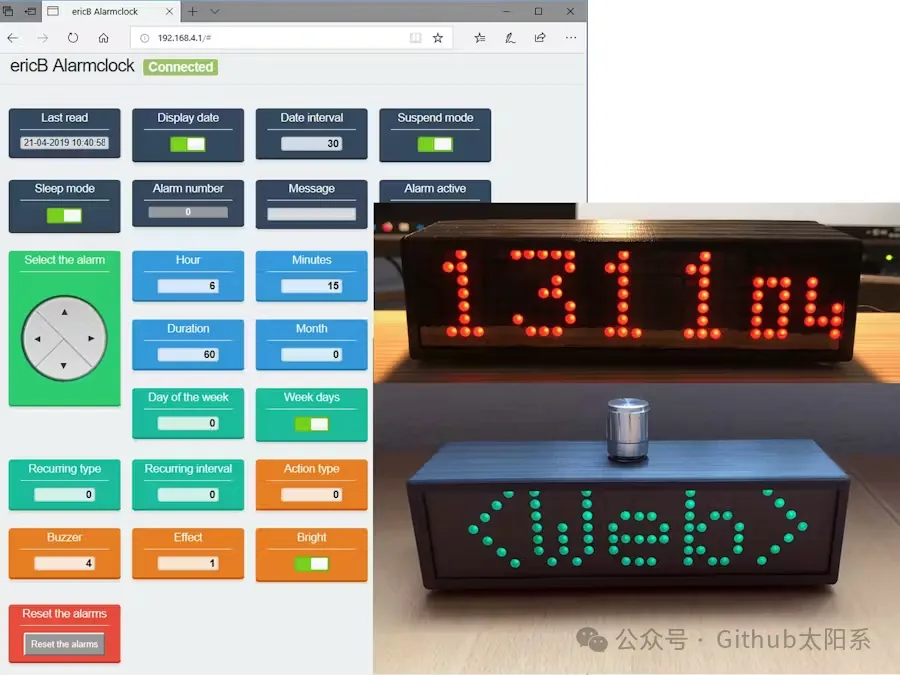 ericB Alarmclock
192.168.4.1/#
ericB Alarmclock Connected
Last read
21-04-2019 10:40:58
Display date
Date interval
30
Suspend mode
Sleep mode
Alarm number
0
Message
Alarm active
Select the alarm
Hour
6
Minutes
15
Duration
60
Month
0
Day of the week
0
Week days
Recurring type
0
Recurring interval
0
Action type
0
Buzzer
4
Effect
1
Bright
Reset the alarms
Reset the alarms
1311
<Web>
公众号 · Github太阳系